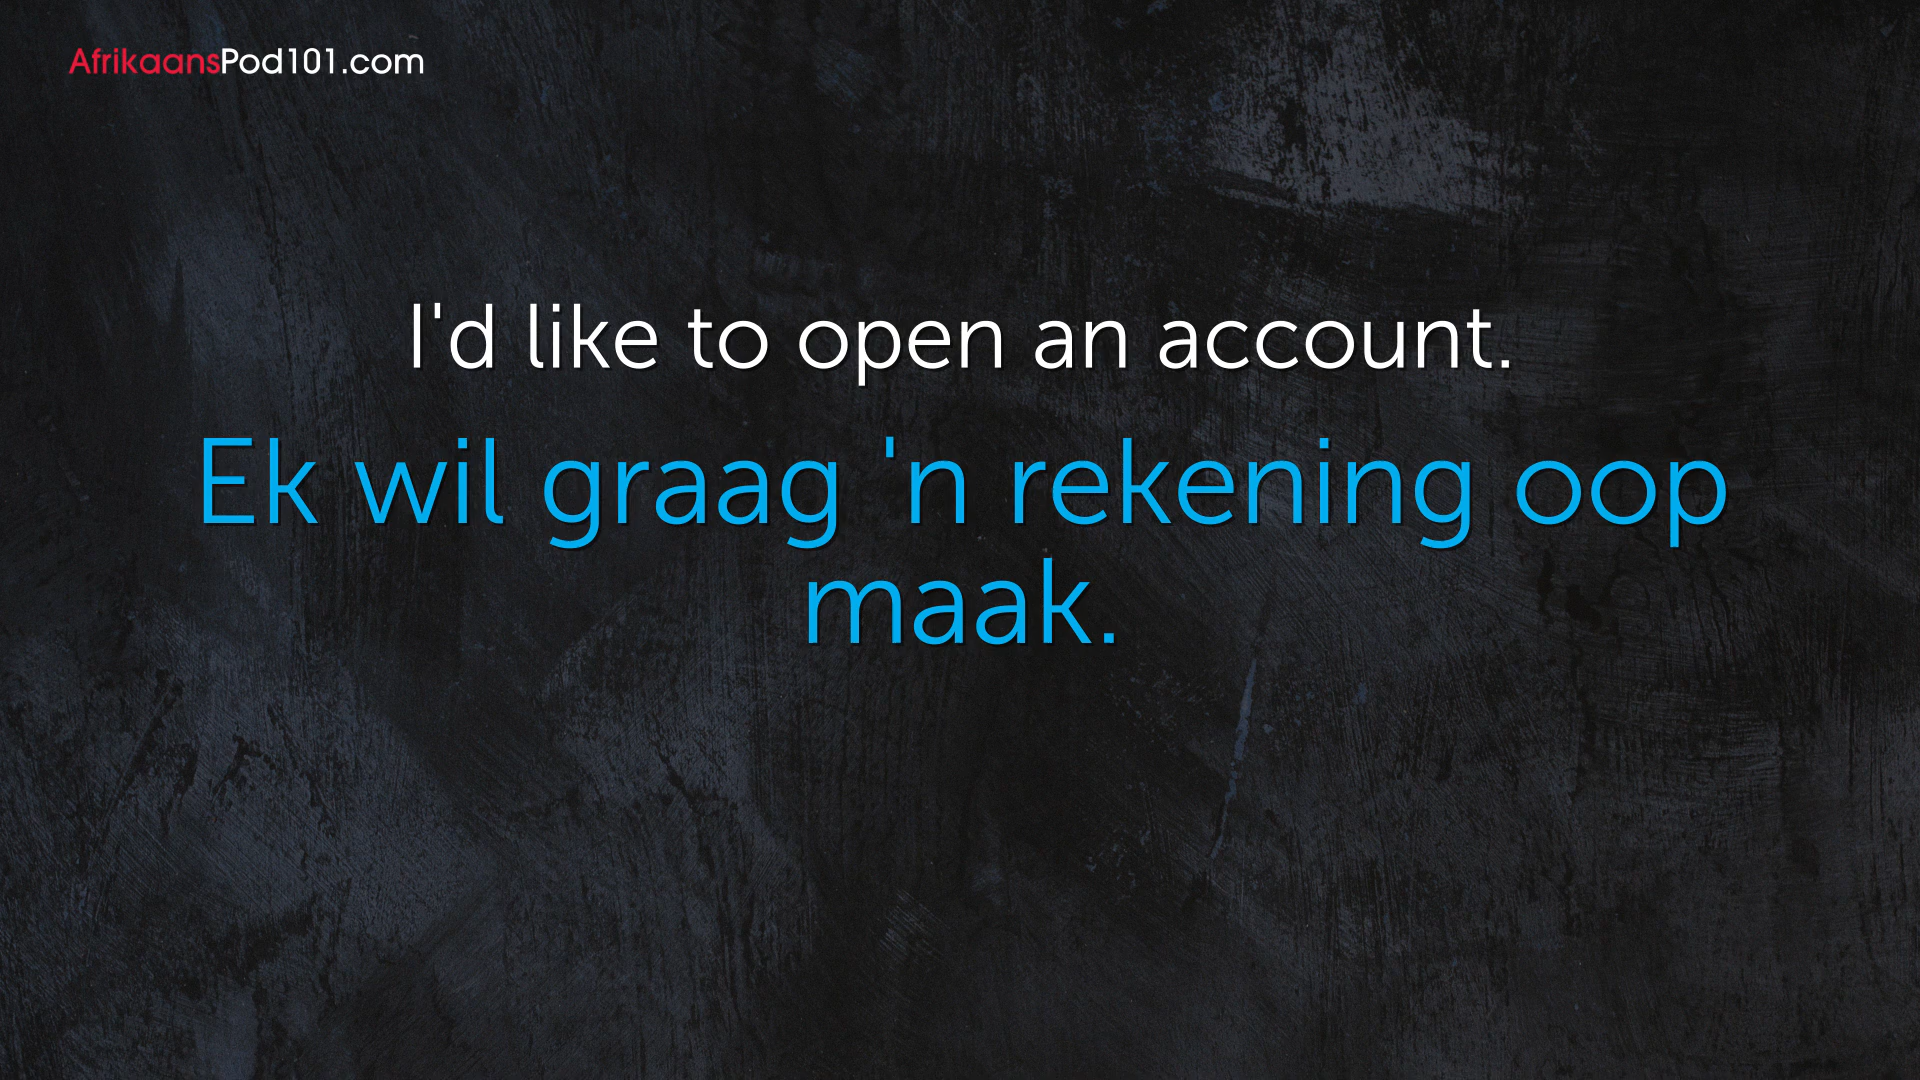 AfrikaansPod101.com
I'd like to open an account.
Ek wil graag 'n rekening oop
maak.